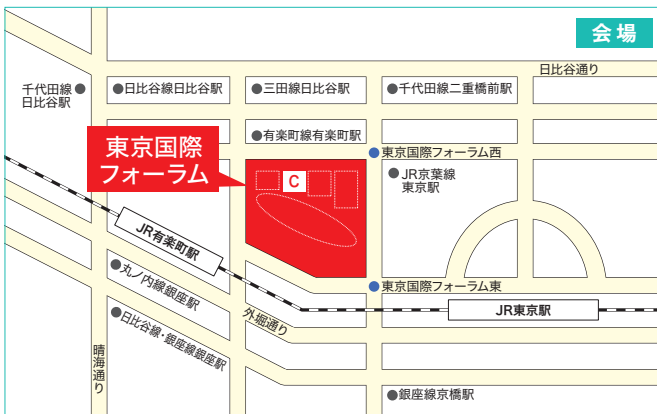 会場
日比谷通り
千代田線
日比谷駅
日比谷線日比谷駅
三田線日比谷駅
千代田線二重橋前駅
有楽町線有楽町駅
東京国際フォーラム西
東京国際
フォーラム
C
JR京葉線
東京駅
JR有楽町駅
丸ノ内線銀座駅
東京国際フォーラム東
JR東京駅
外堀通り
日比谷線・銀座線銀座駅
晴海通り
銀座線京橋駅